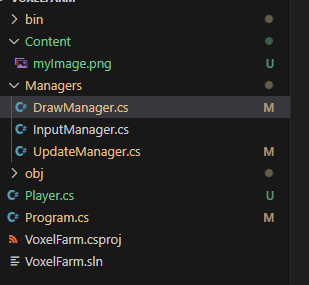 bin
Content
myImage.png U
Managers
C# DrawManager.cs M
C# InputManager.cs
C# UpdateManager.cs M
obj
C# Player.cs U
C# Program.cs M
VoxelFarm.csproj
VoxelFarm.sln